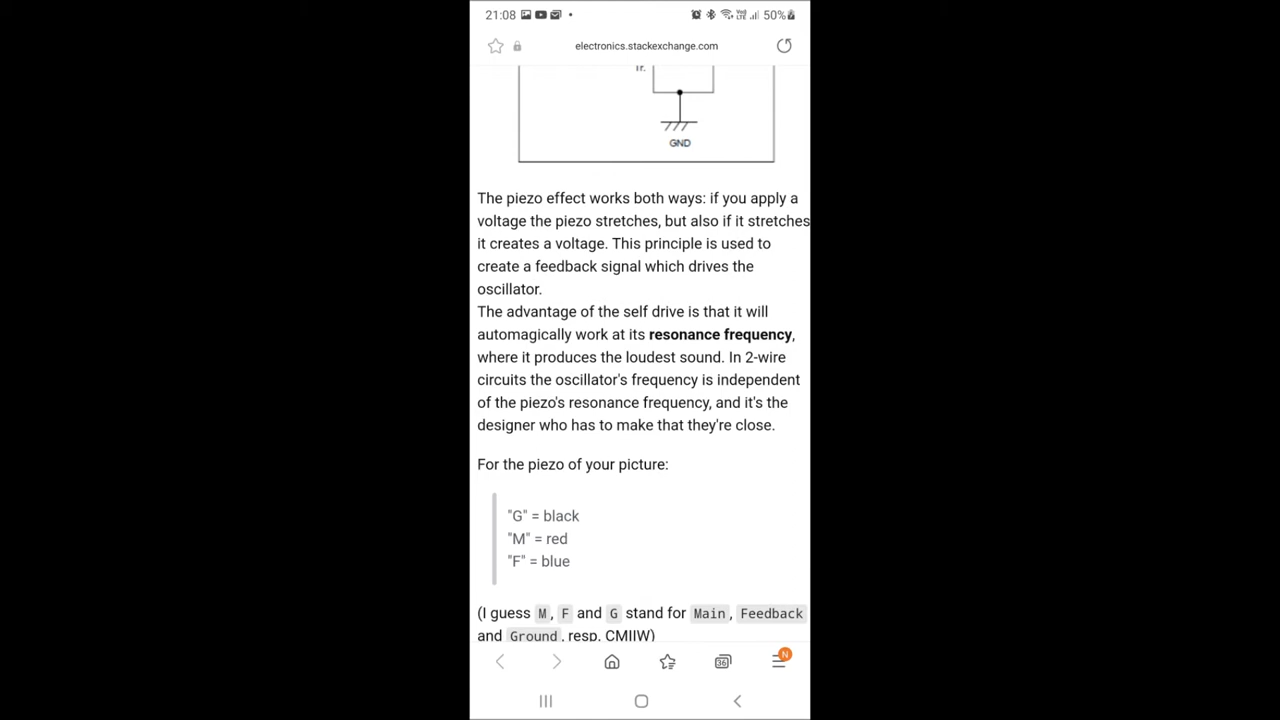 21:08 50%
electronics.stackexchange.com
Tr.
GND
The piezo effect works both ways: if you apply a
voltage the piezo stretches, but also if it stretches
it creates a voltage. This principle is used to
create a feedback signal which drives the
oscillator.
The advantage of the self drive is that it will
automagically work at its resonance frequency,
where it produces the loudest sound. In 2-wire
circuits the oscillator's frequency is independent
of the piezo's resonance frequency, and it's the
designer who has to make that they're close.
For the piezo of your picture:
"G" = black
"M" = red
"F" = blue
(I guess M, F and G stand for Main, Feedback
and Ground, resp. CMIIW)
36 N